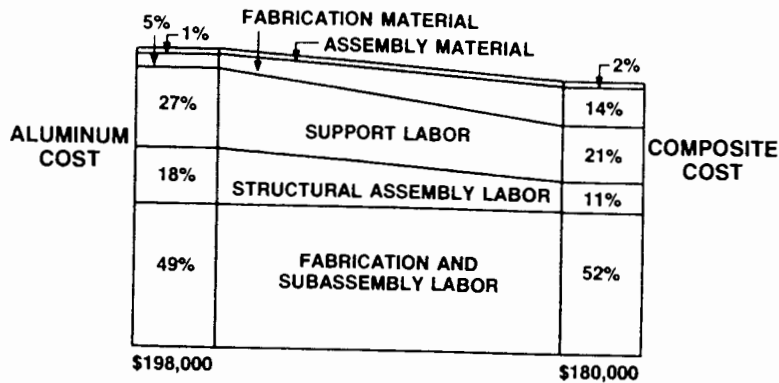 5%
FABRICATION MATERIAL
1%
ASSEMBLY MATERIAL
2%
27%
14%
ALUMINUM
COST
SUPPORT LABOR
21%
COMPOSITE
COST
18%
STRUCTURAL ASSEMBLY LABOR
11%
49%
FABRICATION AND
SUBASSEMBLY LABOR
52%
$198,000
$180,000